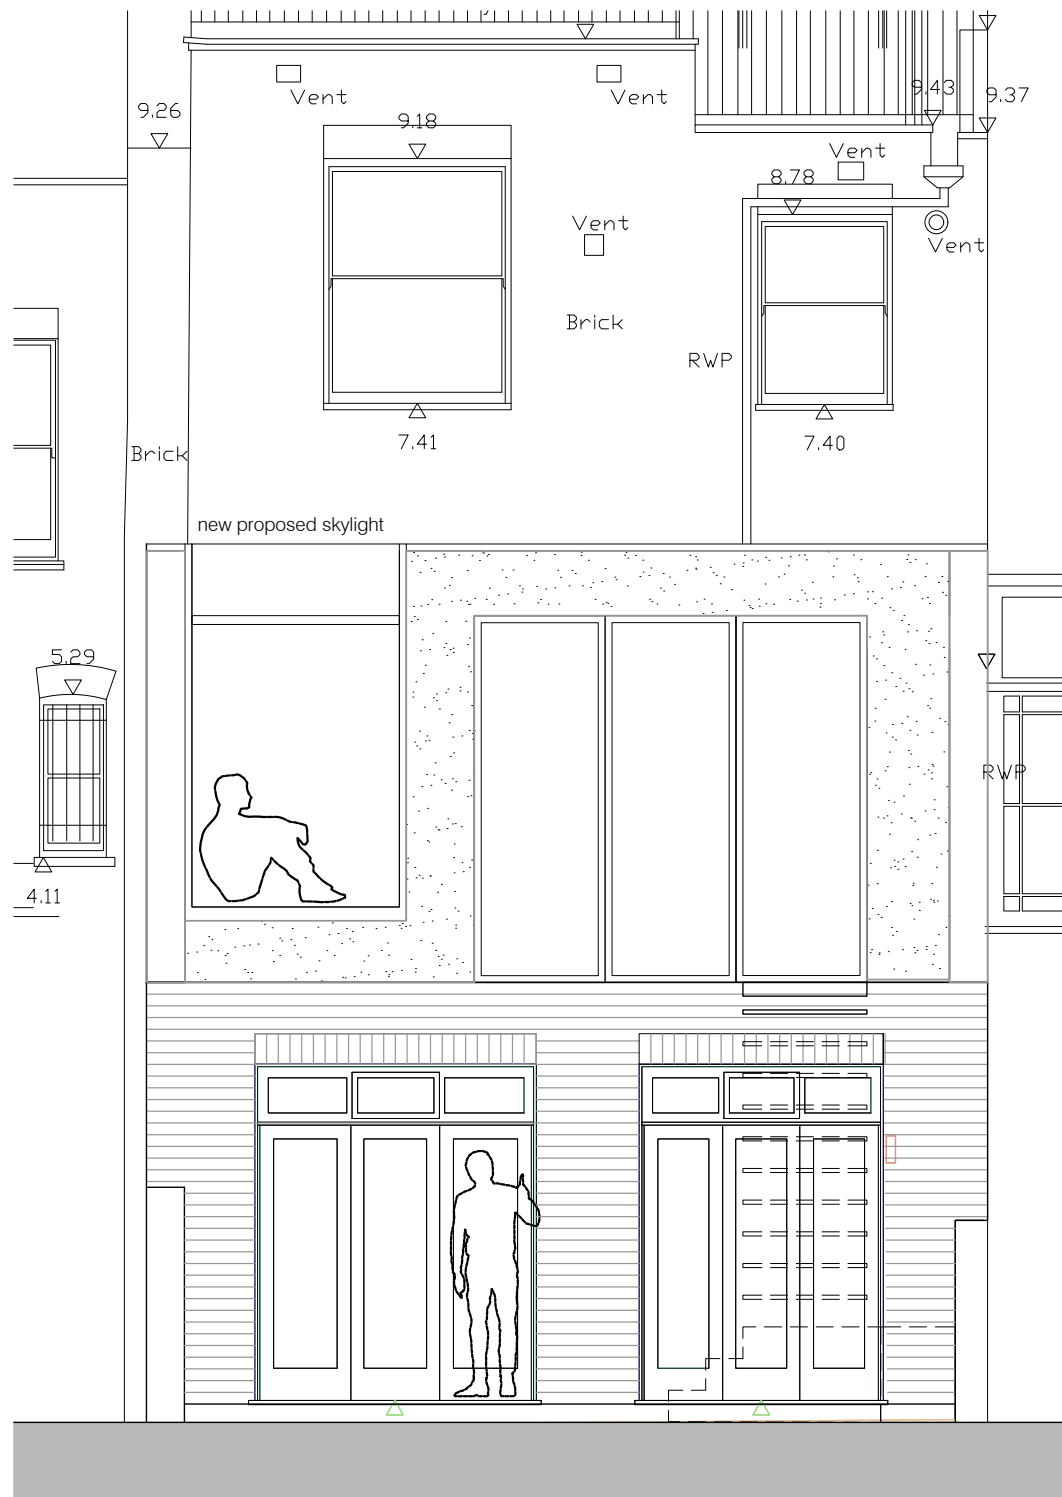 9.43
9.37
Vent
Vent
9.26
9.18
Vent
8.78
Vent
Vent
Brick
RWP
7.41
7.40
Brick
new proposed skylight
5.29
RWP
4.11